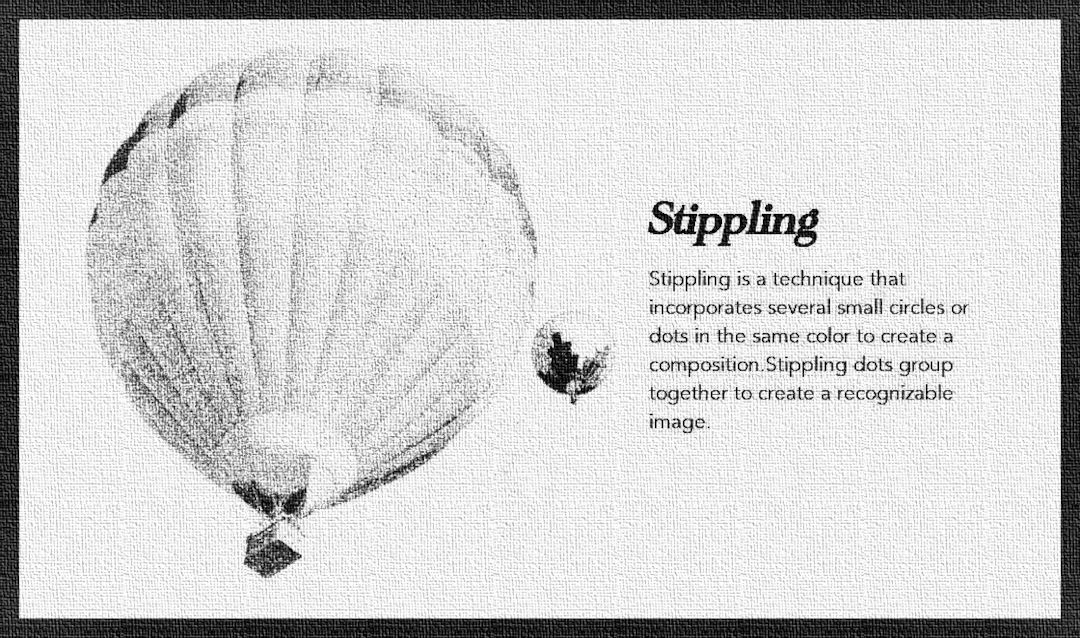 Stippling
Stippling is a technique that
incorporates several small circles or
dots in the same color to create a
composition.Stippling dots group
together to create a recognizable
image.